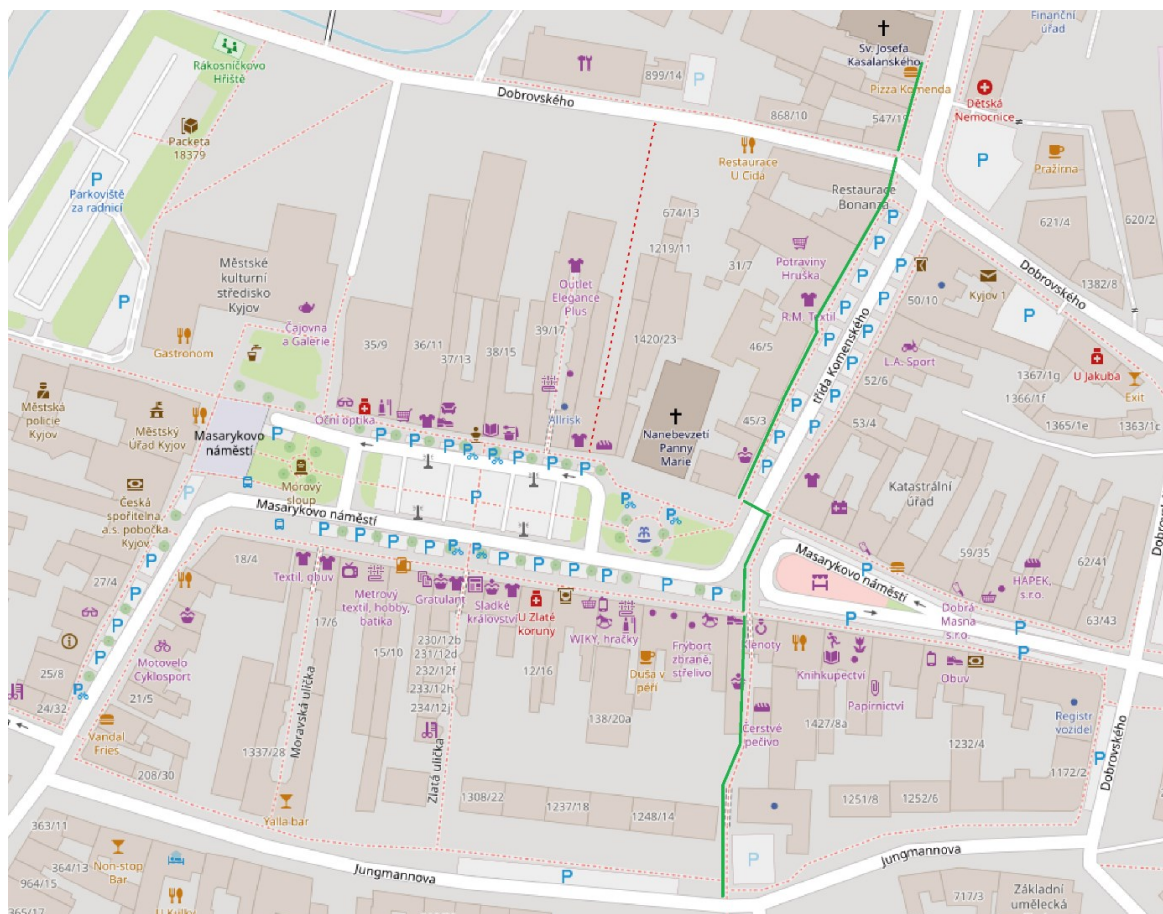 Sv. Josefa
Kasalanského
Finanční
úřad
Rákosníčkovo
Hřiště
899/14
Pizza Komenda
Dobrovského
868/10
547/19
Dětská
Nemocnice
Packeta
18379
Restaurace
U Cida
Pražírna
Parkoviště
za radnicí
Restaurace
Bonanza
674/13
621/4
620/2
1219/11
Městské
kulturní
středisko
Kyjov
31/7
Potraviny
Hruška
Dobrovského
1382/8
Outlet
Elegance
Plus
50/10
Kyjov 1
Čajovna
a Galerie
R.M. Textil
třída Komenského
39/17
1420/23
46/5
Gastronom
35/9
36/11
37/13
38/15
L.A. Sport
U Jakuba
52/6
1367/1g
1366/1f
Exit
Městská
policie
Kyjov
Městský
Úřad Kyjov
Oční optika
Allrisk
Nanebevzetí
Panny
Marie
45/3
53/4
1365/1e
1363/1c
Masarykovo
náměstí
Morový
sloup
Katastrální
úřad
Česká
spořitelna,
a.s. pobočka
Kyjov
Masarykovo náměstí
Masarykovo náměstí
59/35
62/41
18/4
Textil, obuv
Metrový
textil, hobby,
batika
Gratulant
Sladké
království
U Zlaté
koruny
WIKY, hračky
Frybort
zbraně,
střelivo
Klenoty
HAPEK,
s.r.o.
Dobrá
Masna
s.r.o.
63/43
27/4
17/6
15/10
230/12b
231/12d
232/12f
233/12h
234/12j
12/16
Duša v
péři
Knihkupectví
Papírnictví
Obuv
Motovelo
Cyklosport
25/8
24/32
21/5
Moravská ulička
138/20a
Čerstvé
pečivo
1427/8a
Registr
vozidel
Vandal
Fries
1337/28
Zlatá ulička
1232/4
1172/2
Dobrovského
208/30
Yalla bar
1308/22
1237/18
1248/14
1251/8
1252/6
363/11
364/13
964/15
Non-stop
Bar
Jungmannova
Jungmannova
717/3
Základní
umělecká